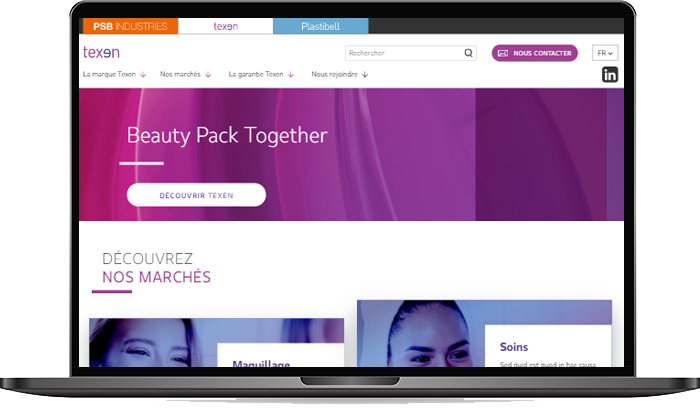 PSB INDUSTRIES texen Plastibell
texen Rechercher NOUS CONTACTER FR
La marque Texen Nos marchés La garantie Texen Nous rejoindre in
Beauty Pack Together
DÉCOUVRIR TEXEN
DÉCOUVREZ
NOS MARCHÉS
Maquillage
Soins
Sed quid est quod in hac causa